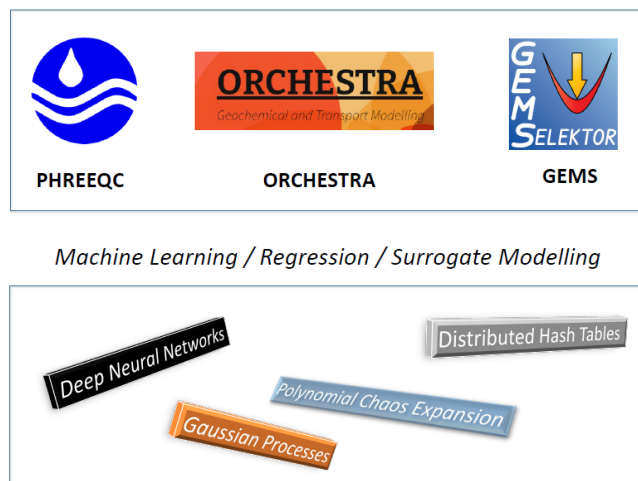 ORCHESTRA
Geochemical and Transport Modelling
GEMS
SELEKTOR
PHREEQC
ORCHESTRA
GEMS
Machine Learning / Regression / Surrogate Modelling
Deep Neural Networks
Distributed Hash Tables
Polynomial Chaos Expansion
Gaussian Processes